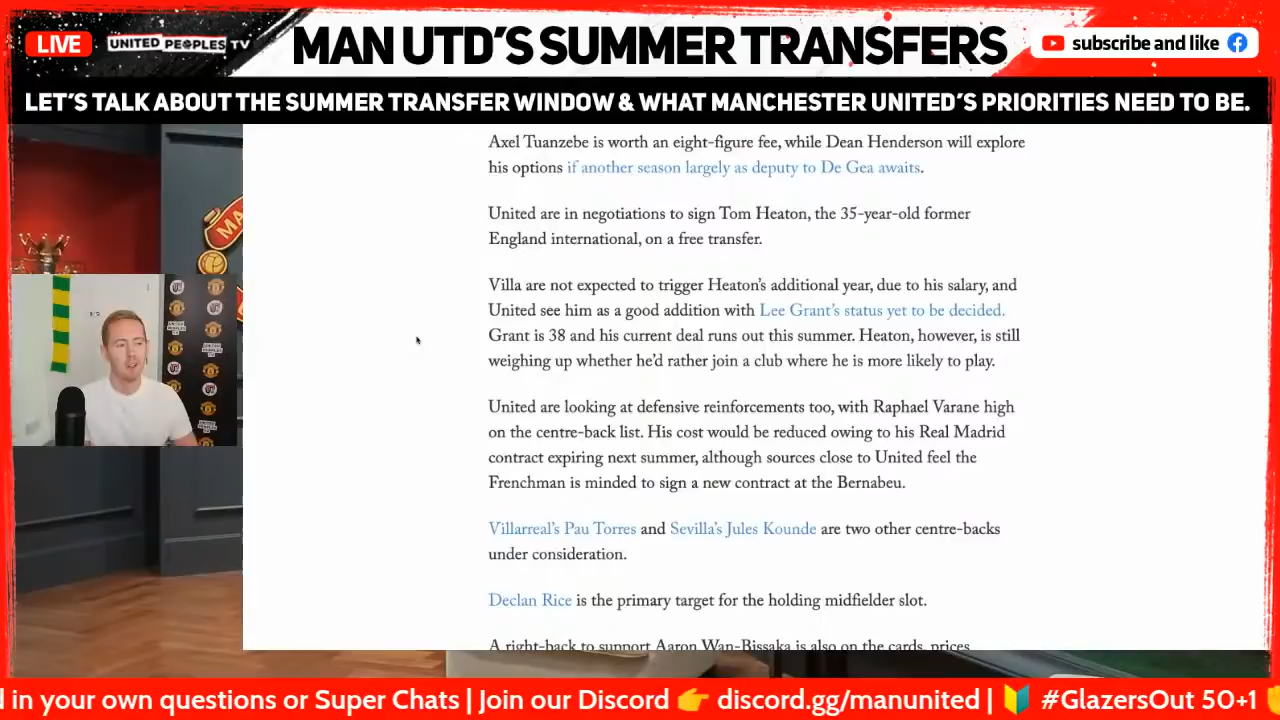 LIVE
UNITED PEOPLES TV
MAN UTD'S SUMMER TRANSFERS
subscribe and like
LET'S TALK ABOUT THE SUMMER TRANSFER WINDOW & WHAT MANCHESTER UNITED'S PRIORITIES NEED TO BE.
Axel Tuanzebe is worth an eight-figure fee, while Dean Henderson will explore
his options if another season largely as deputy to De Gea awaits.
United are in negotiations to sign Tom Heaton, the 35-year-old former
England international, on a free transfer.
Villa are not expected to trigger Heaton's additional year, due to his salary, and
United see him as a good addition with Lee Grant's status yet to be decided.
Grant is 38 and his current deal runs out this summer. Heaton, however, is still
weighing up whether he'd rather join a club where he is more likely to play.
United are looking at defensive reinforcements too, with Raphael Varane high
on the centre-back list. His cost would be reduced owing to his Real Madrid
contract expiring next summer, although sources close to United feel the
Frenchman is minded to sign a new contract at the Bernabeu.
Villarreal's Pau Torres and Sevilla's Jules Kounde are two other centre-backs
under consideration.
Declan Rice is the primary target for the holding midfielder slot.
A right-back to support Aaron Wan-Bissaka is also on the cards, prices
d in your own questions or Super Chats | Join our Discord 👉 discord.gg/manunited | 🔰 #GlazersOut 50+1